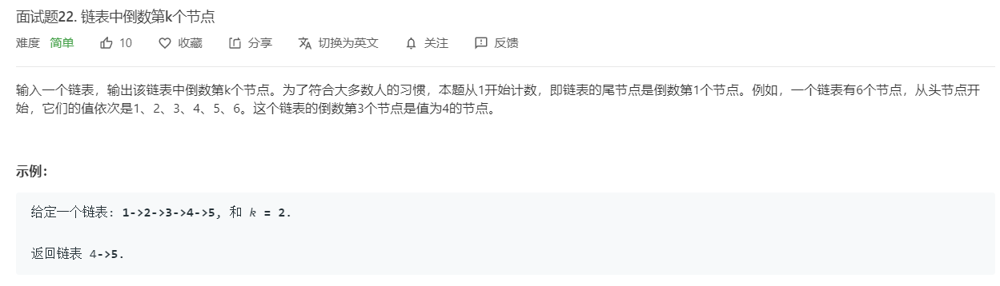 面试题22. 链表中倒数第k个节点
难度 简单 10 收藏 分享 切换为英文 关注 反馈
输入一个链表，输出该链表中倒数第k个节点。为了符合大多数人的习惯，本题从1开始计数，即链表的尾节点是倒数第1个节点。例如，一个链表有6个节点，从头节点开
始，它们的值依次是1、2、3、4、5、6。这个链表的倒数第3个节点是值为4的节点。
示例：
给定一个链表: 1->2->3->4->5, 和 k = 2.
返回链表 4->5.